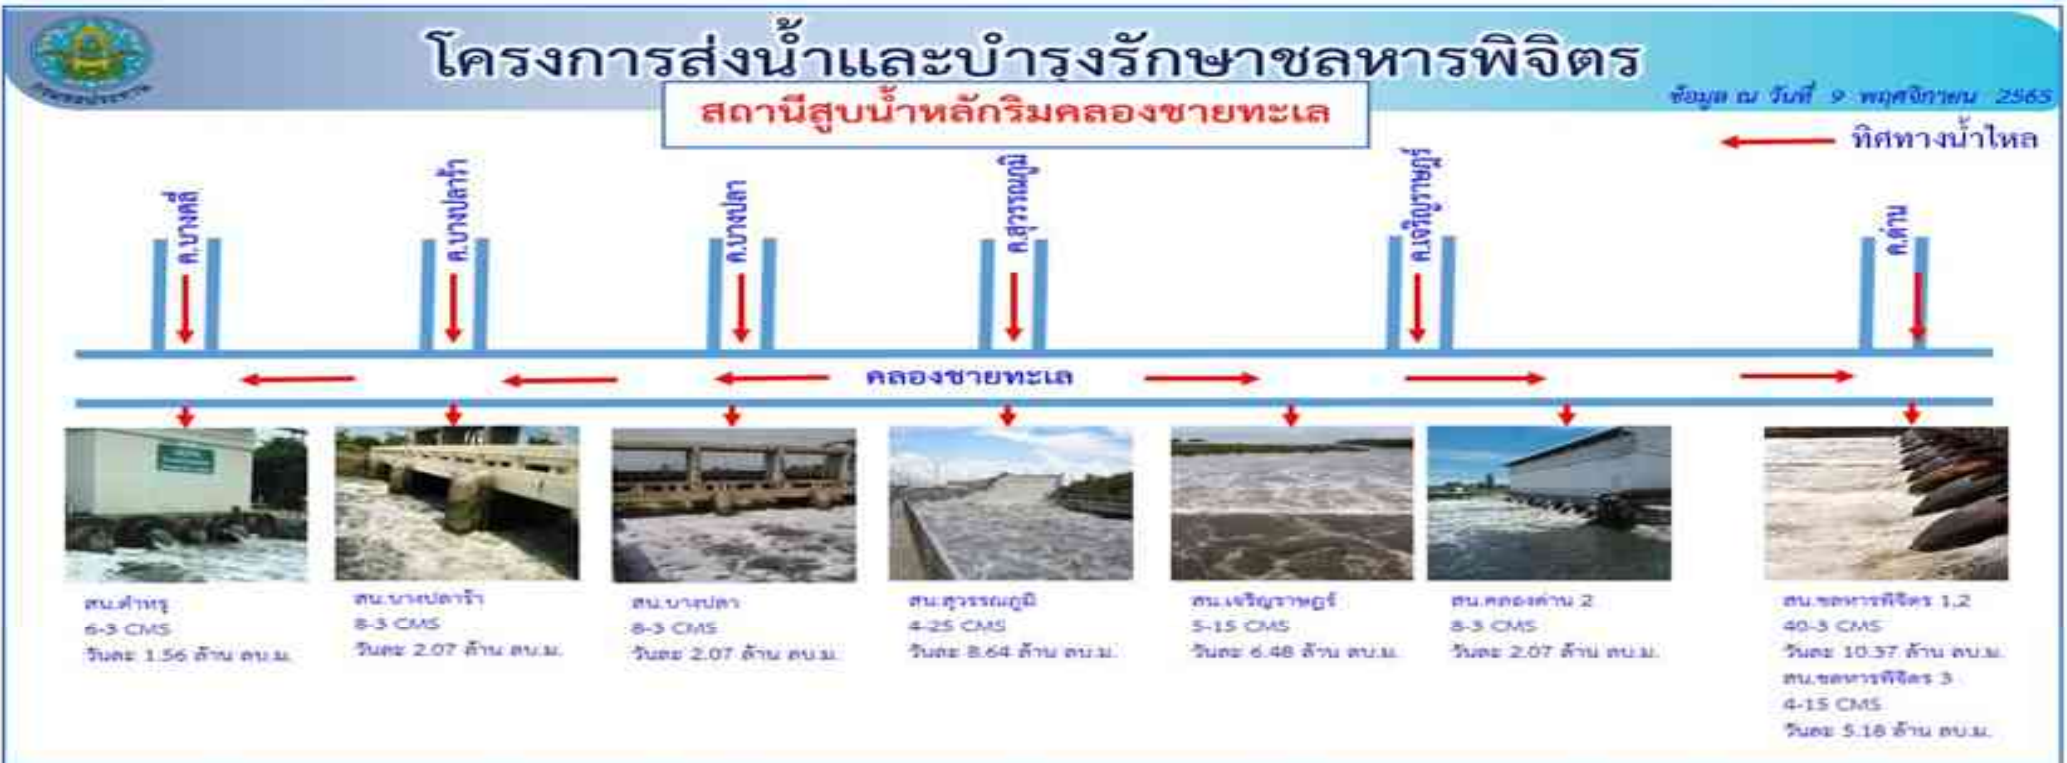 โครงการส่งน้ำและบำรุงรักษาชลหารพิจิตร
กรมชลประทาน
สถานีสูบน้ำหลักริมคลองชายทะเล
ข้อมูล ณ วันที่ 9 พฤศจิกายน 2565
ทิศทางน้ำไหล
ค.บางตลี่
ค.บางปลาร้า
ค.บางปลา
ค.สุวรรณภูมิ
ค.เจริญราษฎร์
ค.ด่าน
คลองชายทะเล
สน.ตำหรุ
6-3 CMS
วันละ 1.56 ล้าน ลบ.ม.
สน.บางปลาร้า
8-3 CMS
วันละ 2.07 ล้าน ลบ.ม.
สน.บางปลา
8-3 CMS
วันละ 2.07 ล้าน ลบ.ม.
สน.สุวรรณภูมิ
4-25 CMS
วันละ 8.64 ล้าน ลบ.ม.
สน.เจริญราษฎร์
5-15 CMS
วันละ 6.48 ล้าน ลบ.ม.
สน.คลองด่าน 2
8-3 CMS
วันละ 2.07 ล้าน ลบ.ม.
สน.ชลหารพิจิตร 1,2
40-3 CMS
วันละ 10.37 ล้าน ลบ.ม.
สน.ชลหารพิจิตร 3
4-15 CMS
วันละ 5.18 ล้าน ลบ.ม.